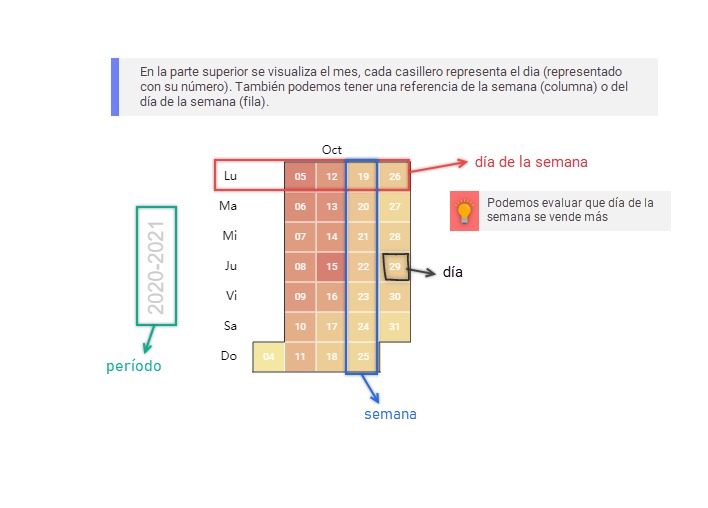 En la parte superior se visualiza el mes, cada casillero representa el dia (representado
con su número). También podemos tener una referencia de la semana (columna) o del
día de la semana (fila).
Oct
día de la semana
Lu 05 12 19 26
Podemos evaluar que día de la
semana se vende más
Ma 06 13 20 27
Mi 07 14 21 28
Ju 08 15 22 29
día
Vi 09 16 23 30
Sa 10 17 24 31
Do 04 11 18 25
2020-2021
período
semana